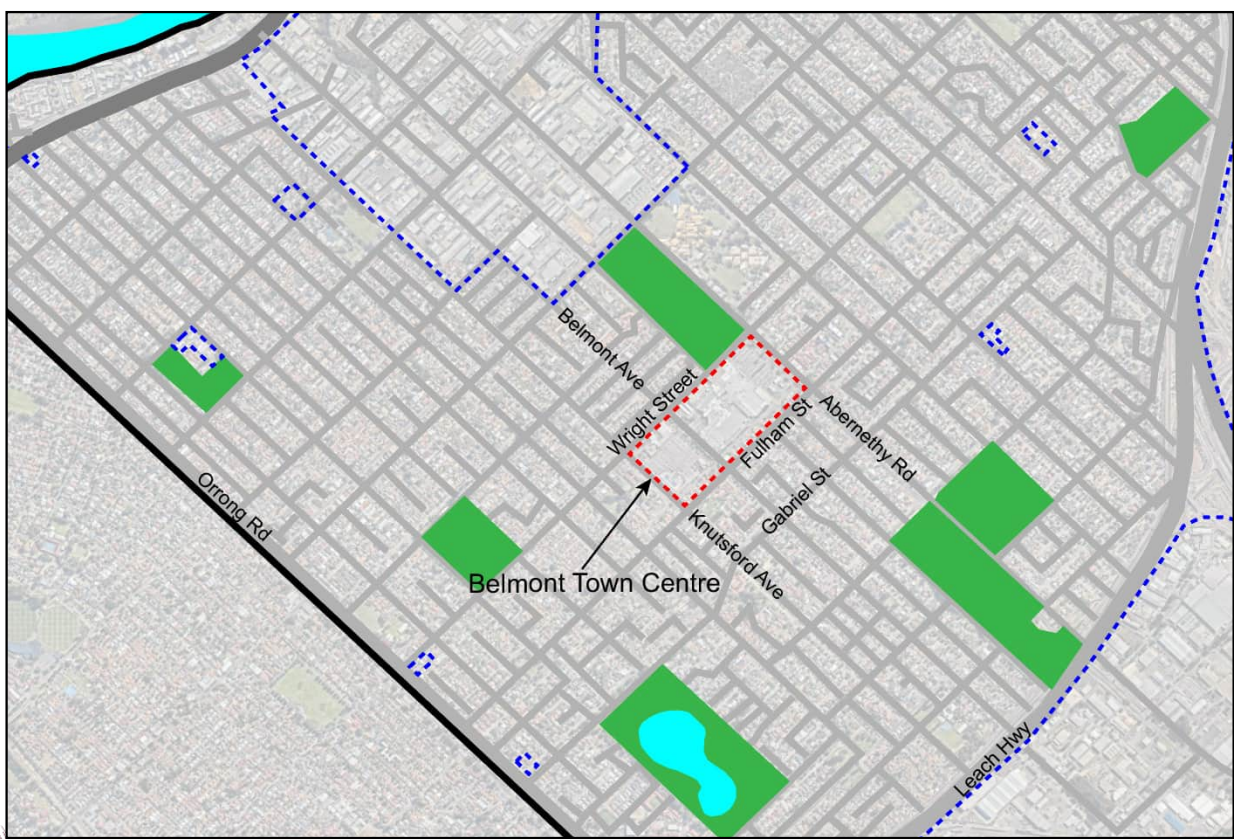 Belmont Ave
Wright Street
Fulham St
Abernethy Rd
Gabriel St
Orrong Rd
Knutsford Ave
Belmont Town Centre
Leach Hwy